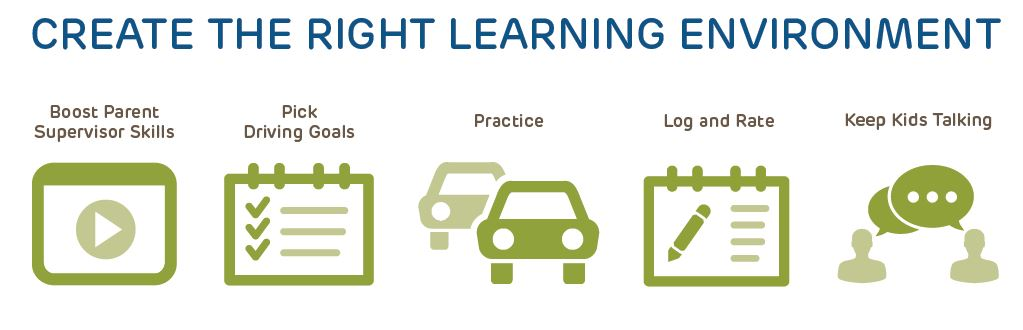 CREATE THE RIGHT LEARNING ENVIRONMENT
Boost Parent
Supervisor Skills
Pick
Driving Goals
Practice
Log and Rate
Keep Kids Talking